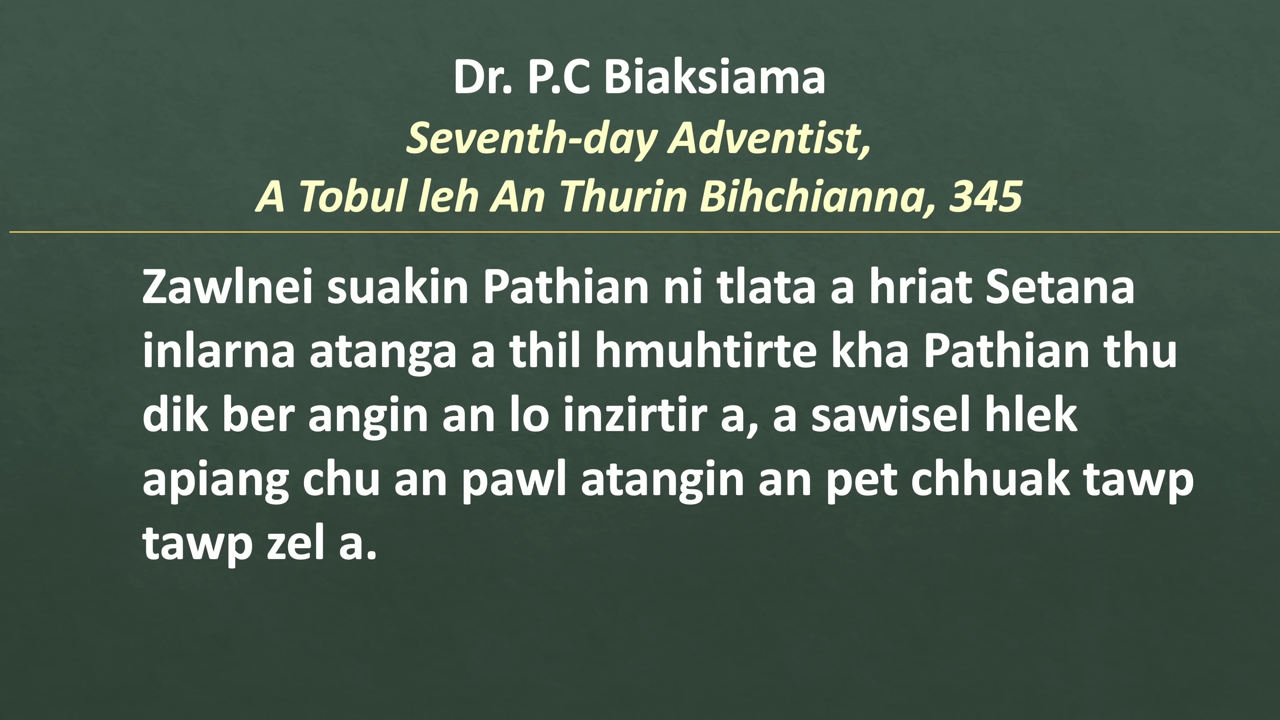 Dr. P.C Biaksiama
Seventh-day Adventist,
A Tobul leh An Thurin Bihchianna, 345
Zawlnei suakin Pathian ni tlata a hriat Setana
inlarna atanga a thil hmuhtirte kha Pathian thu
dik ber angin an lo inzirtir a, a sawisel hlek
apiang chu an pawl atangin an pet chhuak tawp
tawp zel a.